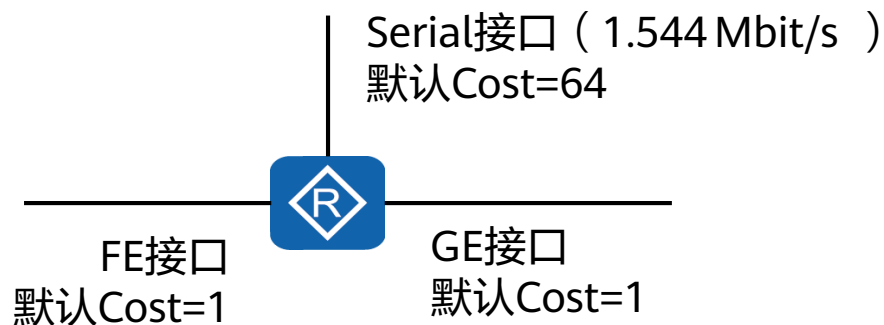 Serial接口（1.544 Mbit/s ）
默认Cost=64
R
FE接口
默认Cost=1
GE接口
默认Cost=1